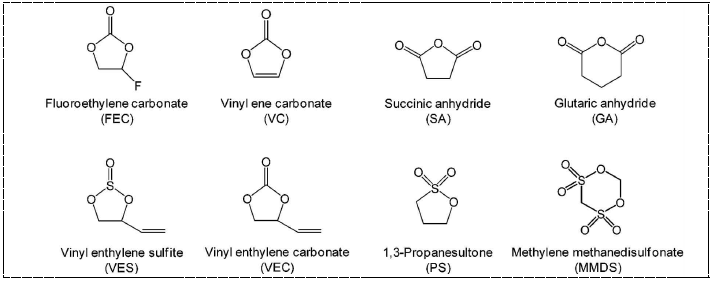 Fluoroethylene carbonate
(FEC)
Vinyl ene carbonate
(VC)
Succinic anhydride
(SA)
Glutaric anhydride
(GA)
Vinyl enthylene sulfite
(VES)
Vinyl enthylene carbonate
(VEC)
1,3-Propanesultone
(PS)
Methylene methanedisulfonate
(MMDS)